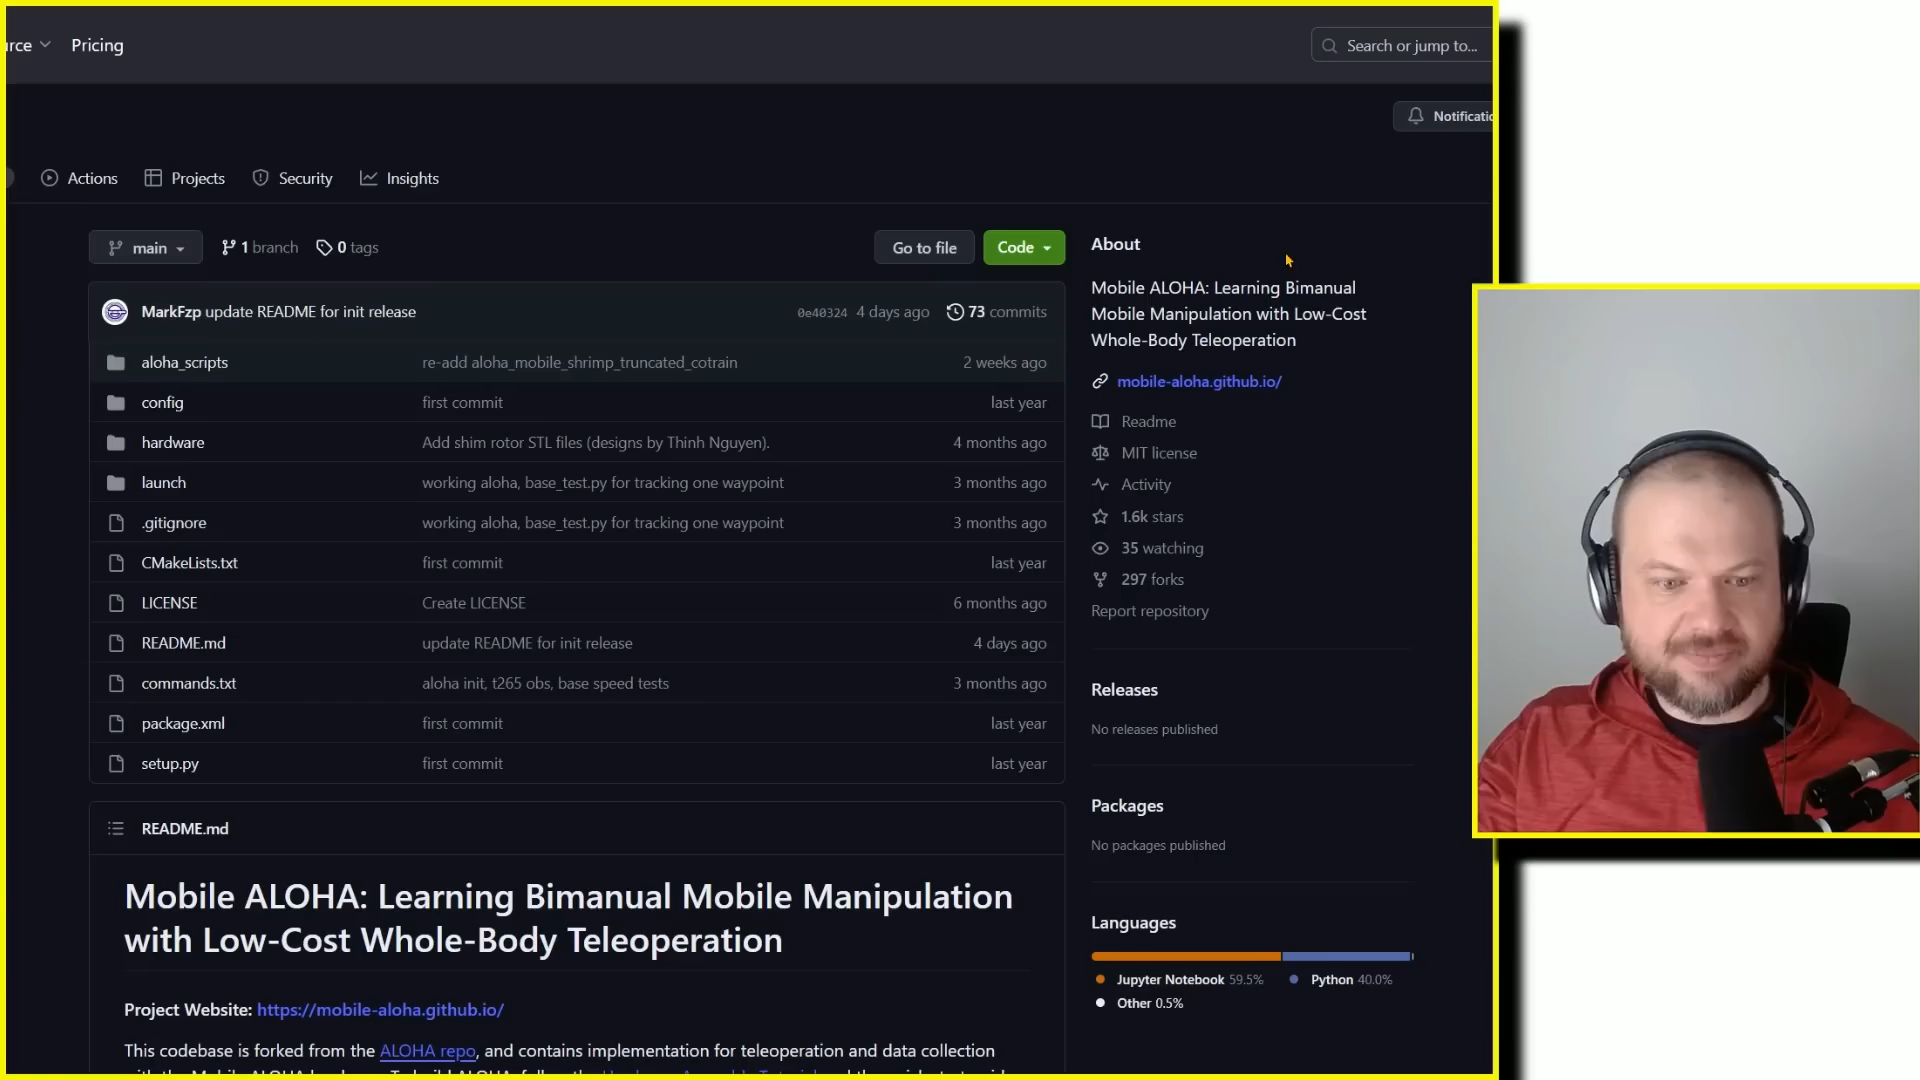 Pricing
Search or jump to...
Actions
Projects
Security
Insights
main
1 branch
0 tags
Go to file
Code
About
Mobile ALOHA: Learning Bimanual
Mobile Manipulation with Low-Cost
Whole-Body Teleoperation
MarkFzp update README for init release
0e40324 4 days ago
73 commits
aloha_scripts
re-add aloha_mobile_shrimp_truncated_cotrain
2 weeks ago
config
first commit
last year
hardware
Add shim rotor STL files (designs by Thinh Nguyen).
4 months ago
launch
working aloha, base_test.py for tracking one waypoint
3 months ago
.gitignore
working aloha, base_test.py for tracking one waypoint
3 months ago
CMakeLists.txt
first commit
last year
LICENSE
Create LICENSE
6 months ago
README.md
update README for init release
4 days ago
commands.txt
aloha init, t265 obs, base speed tests
3 months ago
package.xml
first commit
last year
setup.py
first commit
last year
mobile-aloha.github.io/
Readme
MIT license
Activity
1.6k stars
35 watching
297 forks
Report repository
Releases
No releases published
Packages
No packages published
Languages
Jupyter Notebook 59.5%
Python 40.0%
Other 0.5%
README.md
Mobile ALOHA: Learning Bimanual Mobile Manipulation
with Low-Cost Whole-Body Teleoperation
Project Website: https://mobile-aloha.github.io/
This codebase is forked from the ALOHA repo, and contains implementation for teleoperation and data collection